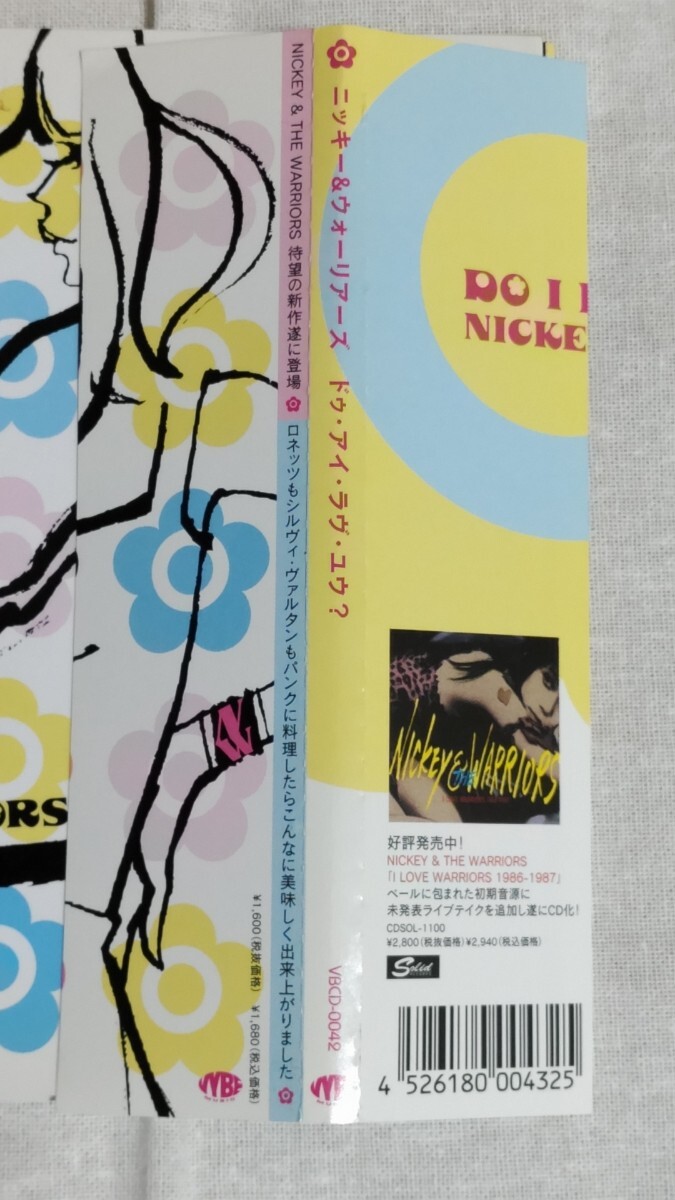 NICKEY & THE WARRIORS 待望の新作遂に登場
ロネッツもシルヴィ・ヴァルタンもパンクに料理したらこんなに美味しく出来上がりました
¥1,600(税抜価格) ¥1,680(税込価格)
VYBE
MUSIC
ニッキー&ウォーリアーズ ドゥ・アイ・ラヴ・ユウ?
VBCD-0042
DO I
NICKE
ORS
N
NICKEY & THE WARRIORS
好評発売中!
NICKEY & THE WARRIORS
「I LOVE WARRIORS 1986-1987」
ベールに包まれた初期音源に
未発表ライブテイクを追加し遂にCD化!
CDSOL-1100
¥2,800(税抜価格)¥2,940(税込価格)
Solid
4 526180 004325